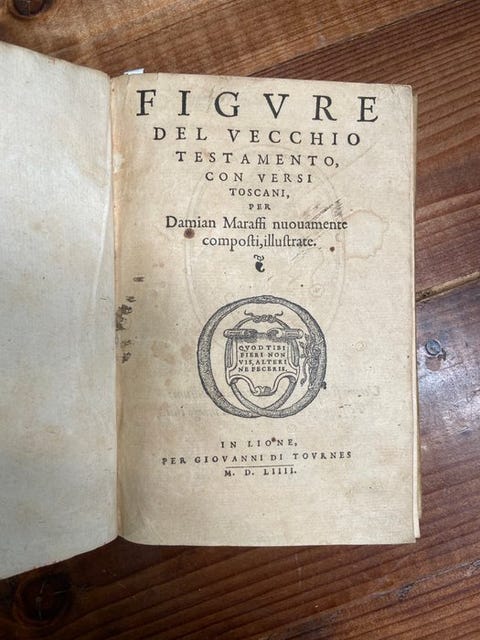 FIGVRE
DEL VECCHIO
TESTAMENTO,
CON VERSI
TOSCANI,
PER
Damian Maraffi nuouamente
composti, illustrate.
QVOD TIBI
FIERI NON
VIS, ALTERI
NE FECERIS.
IN LIONE,
PER GIOVANNI DI TOVRNES
M. D. LIIII.